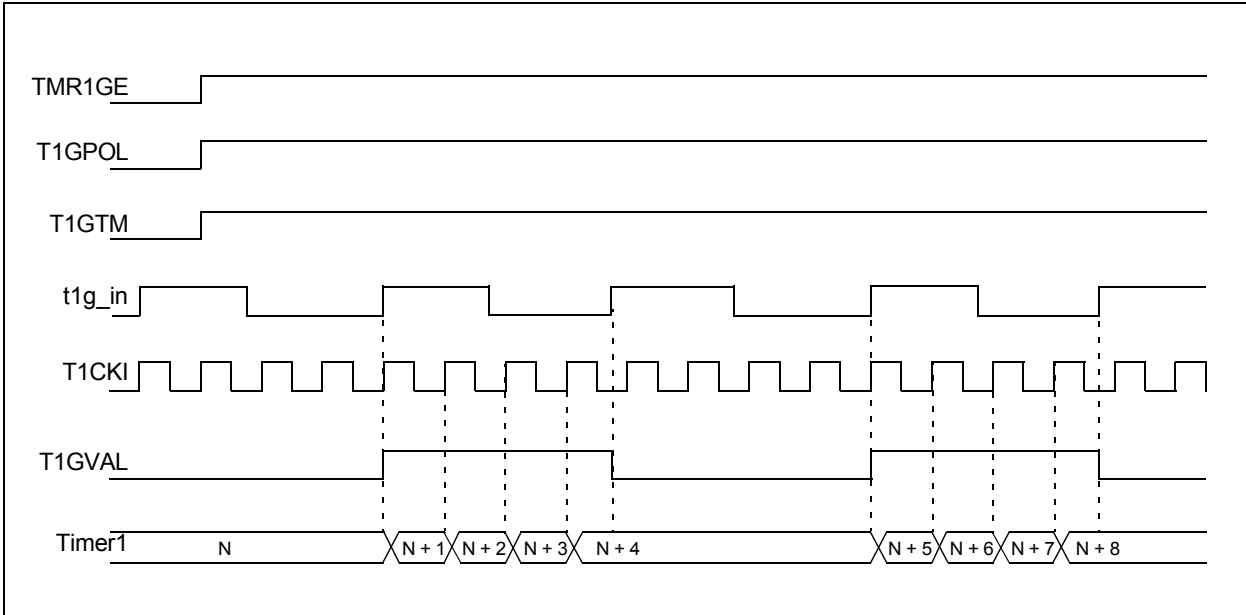 TMR1GE
T1GPOL
T1GTM
t1g_in
T1CKI
T1GVAL
Timer1 N N + 1 N + 2 N + 3 N + 4 N + 5 N + 6 N + 7 N + 8